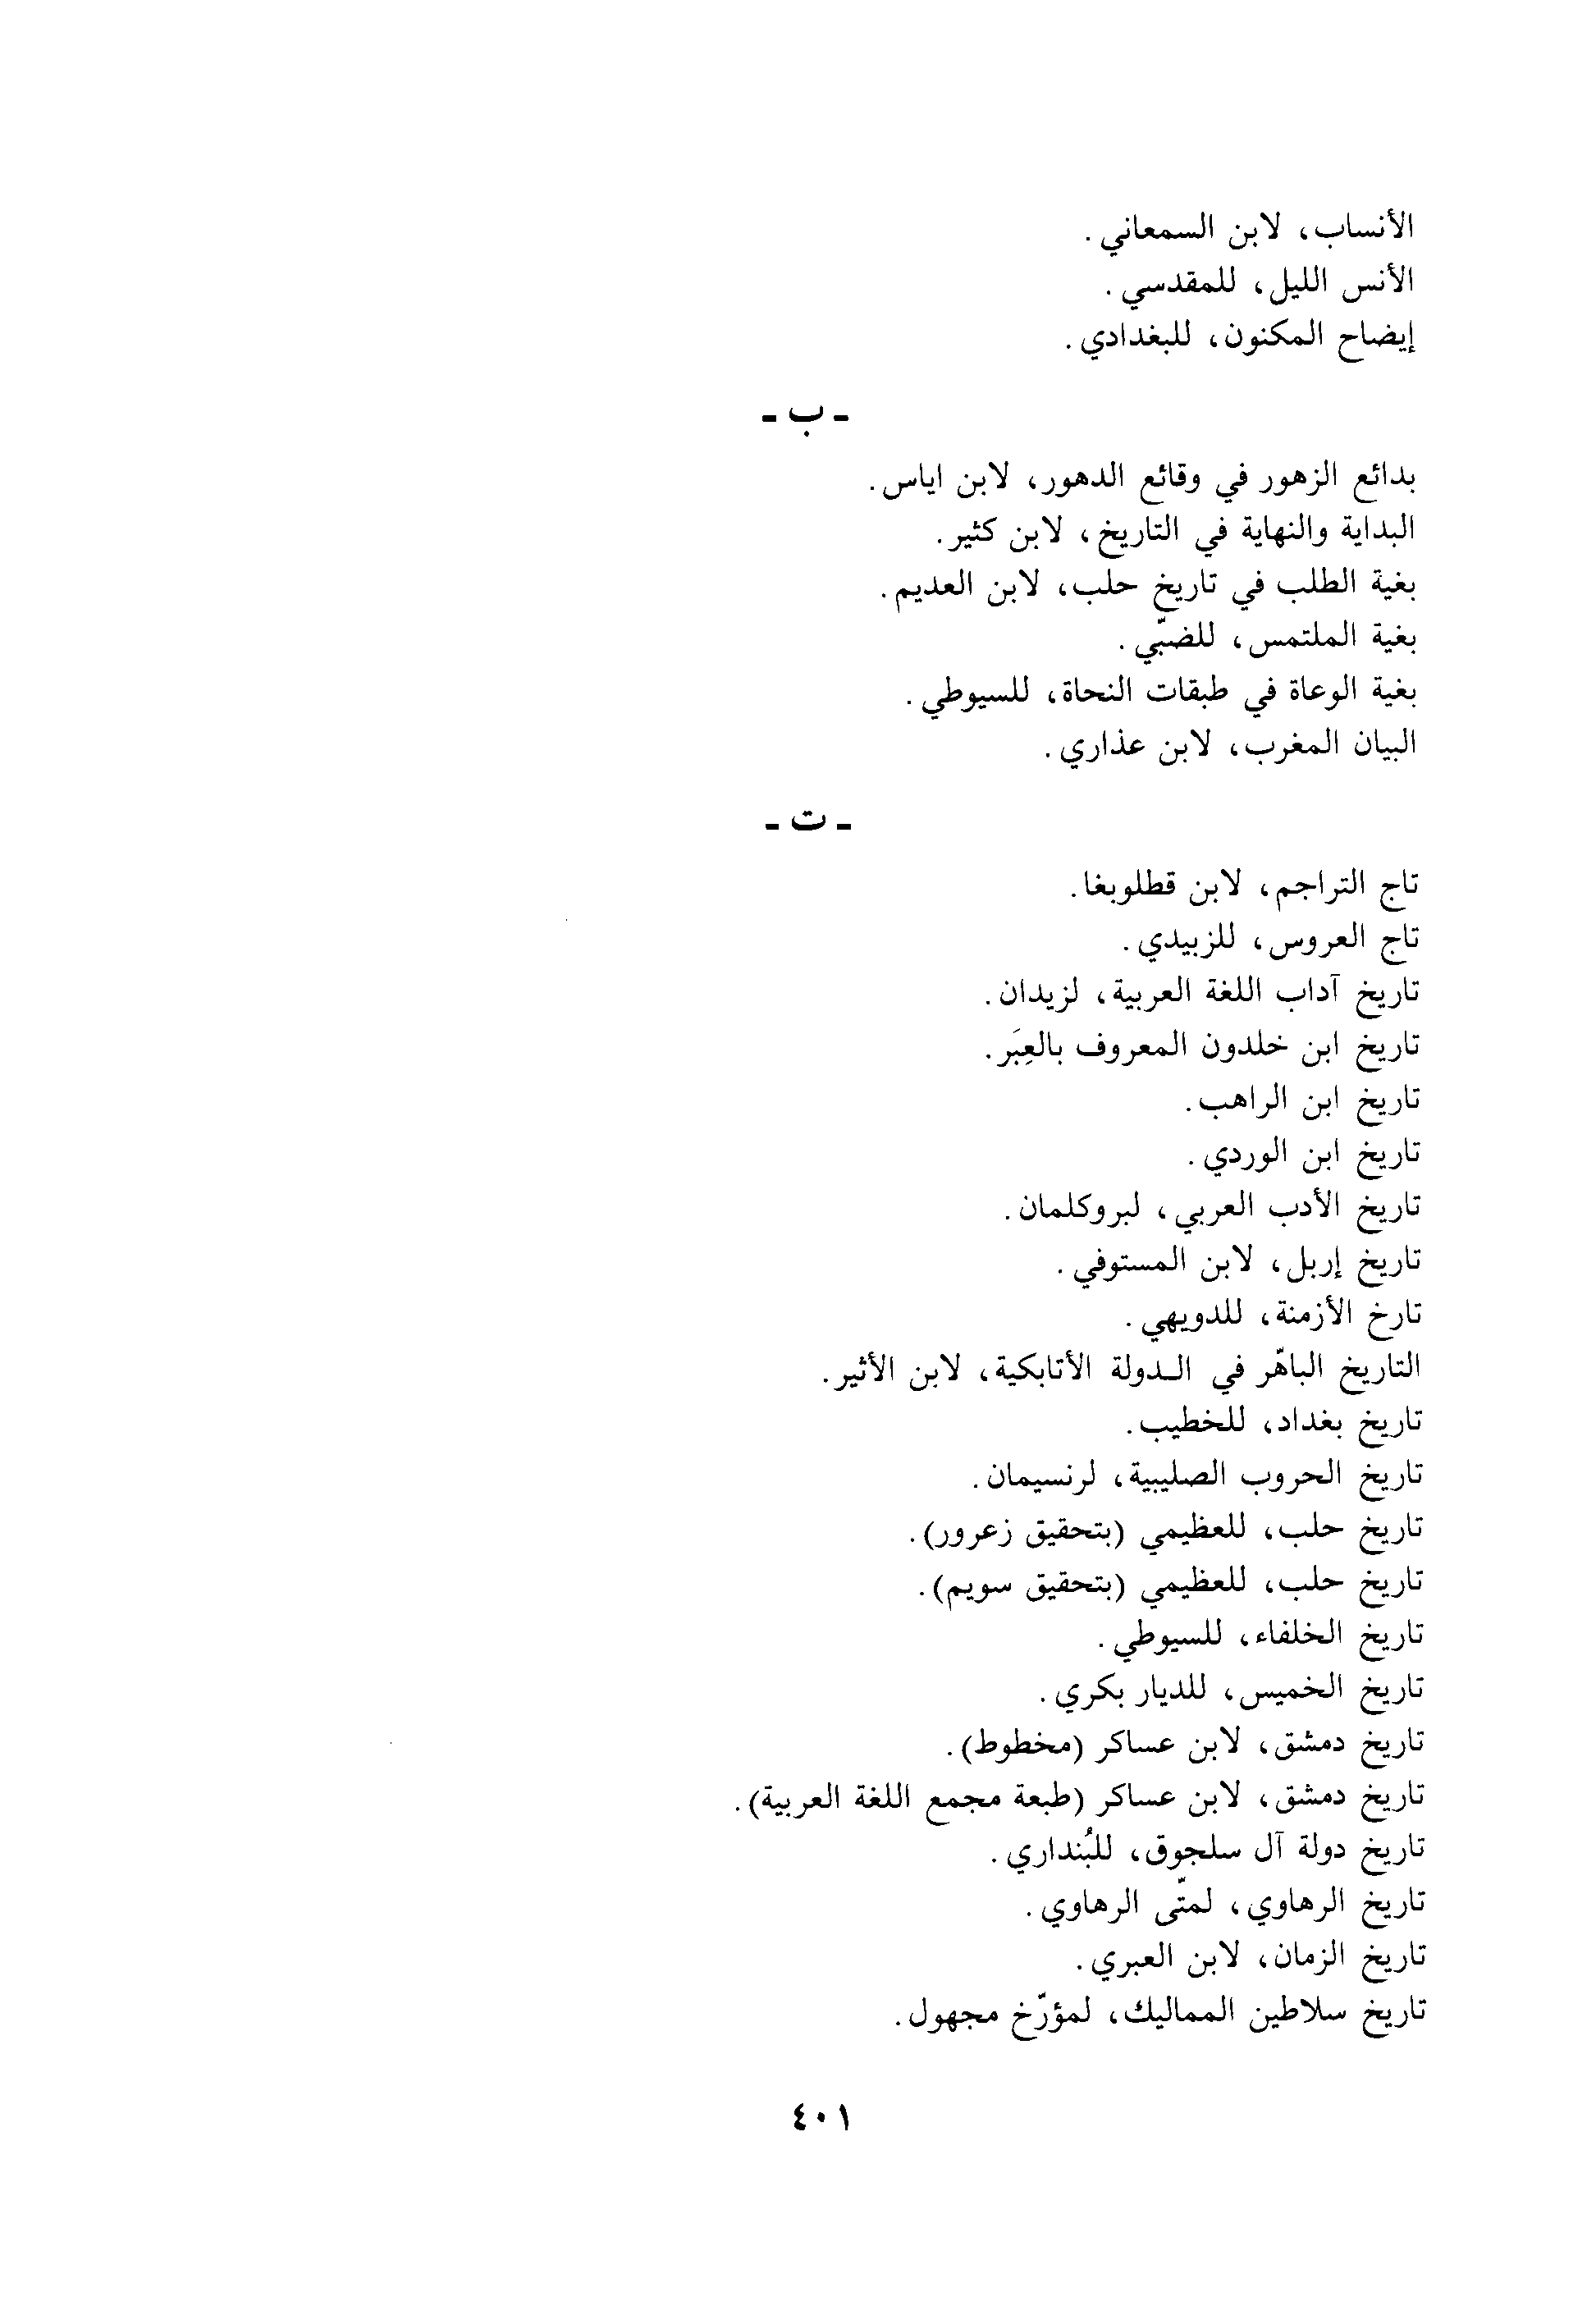 الأنساب، لابن السمعاني.
الأنس الليل، للمقدسي.
إيضاح المكنون، للبغدادي.
ـ ب ـ
بدائع الزهور في وقائع الدهور، لابن اياس.
البداية والنهاية في التاريخ، لابن كثير.
بغية الطلب في تاريخ حلب، لابن العديم.
بغية الملتمس، للضبّي.
بغية الوعاة في طبقات النحاة، للسيوطي.
البيان المغرب، لابن عذاري.
ـ ت ـ
تاج التراجم، لابن قطلوبغا.
تاج العروس، للزبيدي.
تاريخ آداب اللغة العربية، لزيدان.
تاريخ ابن خلدون المعروف بالعِبَر.
تاريخ ابن الراهب.
تاريخ ابن الوردي.
تاريخ الأدب العربي، لبروكلمان.
تاريخ إربل، لابن المستوفي.
تارخ الأزمنة، للدويهي.
التاريخ الباهّر في الـدولة الأتابكية، لابن الأثير.
تاريخ بغداد، للخطيب.
تاريخ الحروب الصليبية، لرنسيمان.
تاريخ حلب، للعظيمي (بتحقيق زعرور).
تاريخ حلب، للعظيمي (بتحقيق سويم).
تاريخ الخلفاء، للسيوطي.
تاريخ الخميس، للديار بكري.
تاريخ دمشق، لابن عساكر (مخطوط).
تاريخ دمشق، لابن عساكر (طبعة مجمع اللغة العربية).
تاريخ دولة آل سلجوق، للبُنداري.
تاريخ الرهاوي، لمتّى الرهاوي.
تاريخ الزمان، لابن العبري.
تاريخ سلاطين المماليك، لمؤرّخ مجهول.
٤٠١